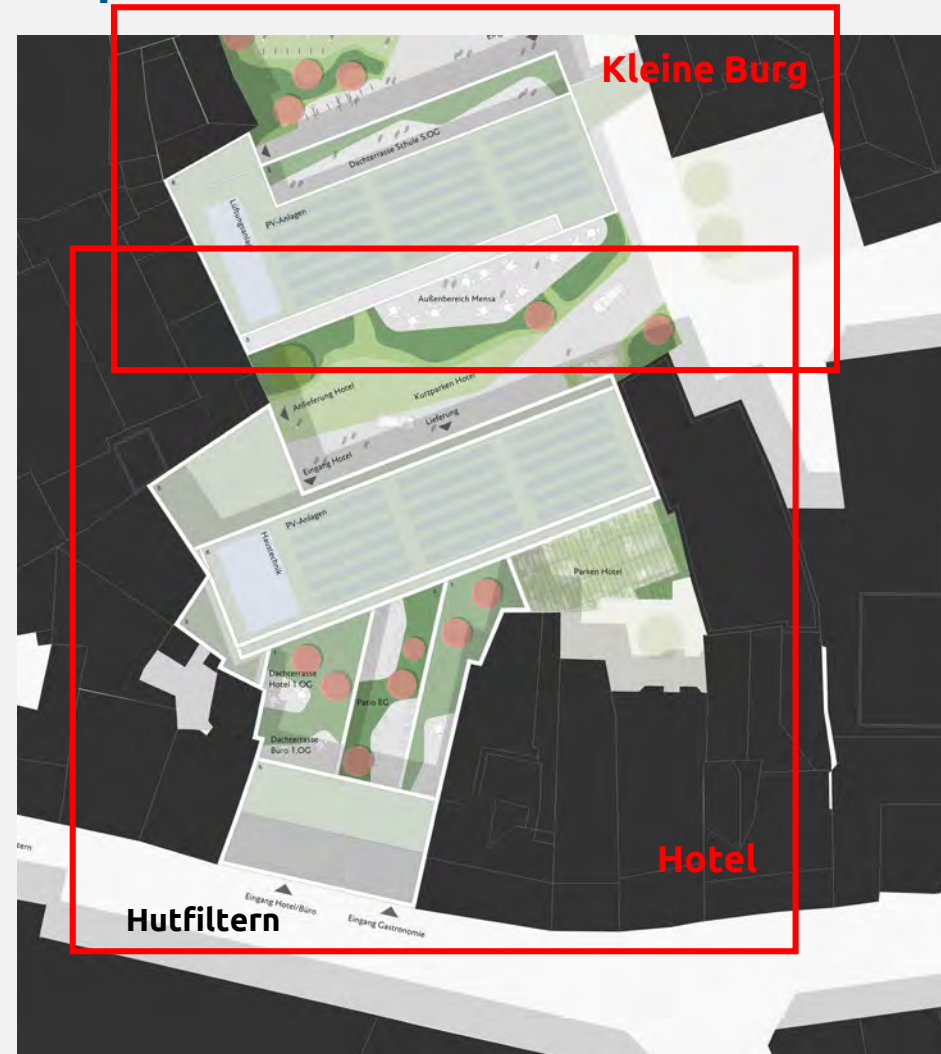 Kleine Burg
Dachterrasse Schule 5.OG
PV-Anlagen
Außenbereich Mensa
Anlieferung Hotel
Kurzparken Hotel
Lieferung
Eingang Hotel
PV-Anlagen
Haustechnik
Parken Hotel
Dachterrasse
Hotel 1.OG
Patio EG
Dachterrasse
Büro 1.OG
Hotel
Eingang Hotel/Büro
Eingang Gastronomie
Hutfiltern